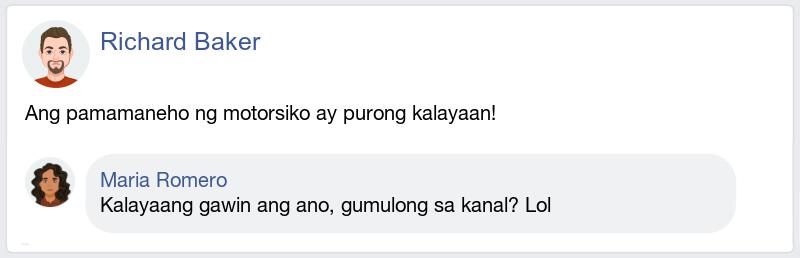 Richard Baker
Ang pamamaneho ng motorsiko ay purong kalayaan!
Maria Romero
Kalayaang gawin ang ano, gumulong sa kanal? Lol